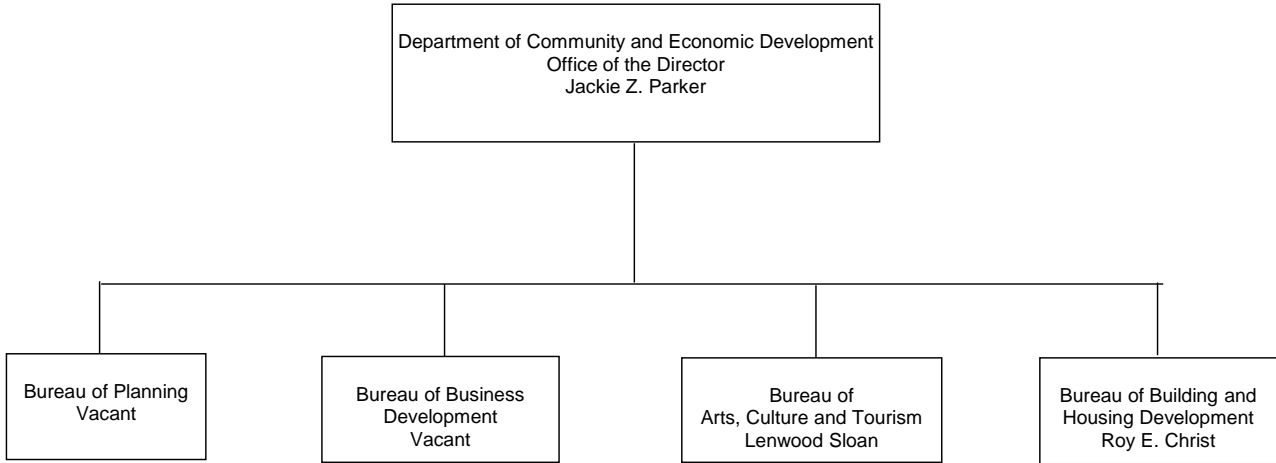 Department of Community and Economic Development
Office of the Director
Jackie Z. Parker
Bureau of Planning
Vacant
Bureau of Business
Development
Vacant
Bureau of
Arts, Culture and Tourism
Lenwood Sloan
Bureau of Building and
Housing Development
Roy E. Christ